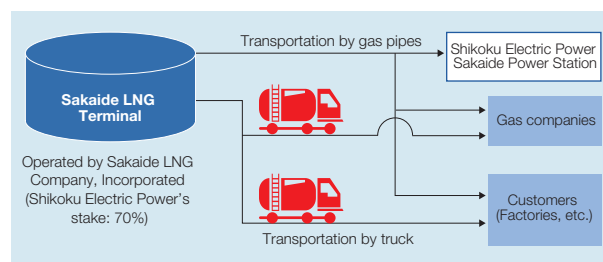 Transportation by gas pipes
Shikoku Electric Power
Sakaide Power Station
Sakaide LNG
Terminal
Gas companies
Operated by Sakaide LNG
Company, Incorporated
(Shikoku Electric Power's
stake: 70%)
Customers
(Factories, etc.)
Transportation by truck